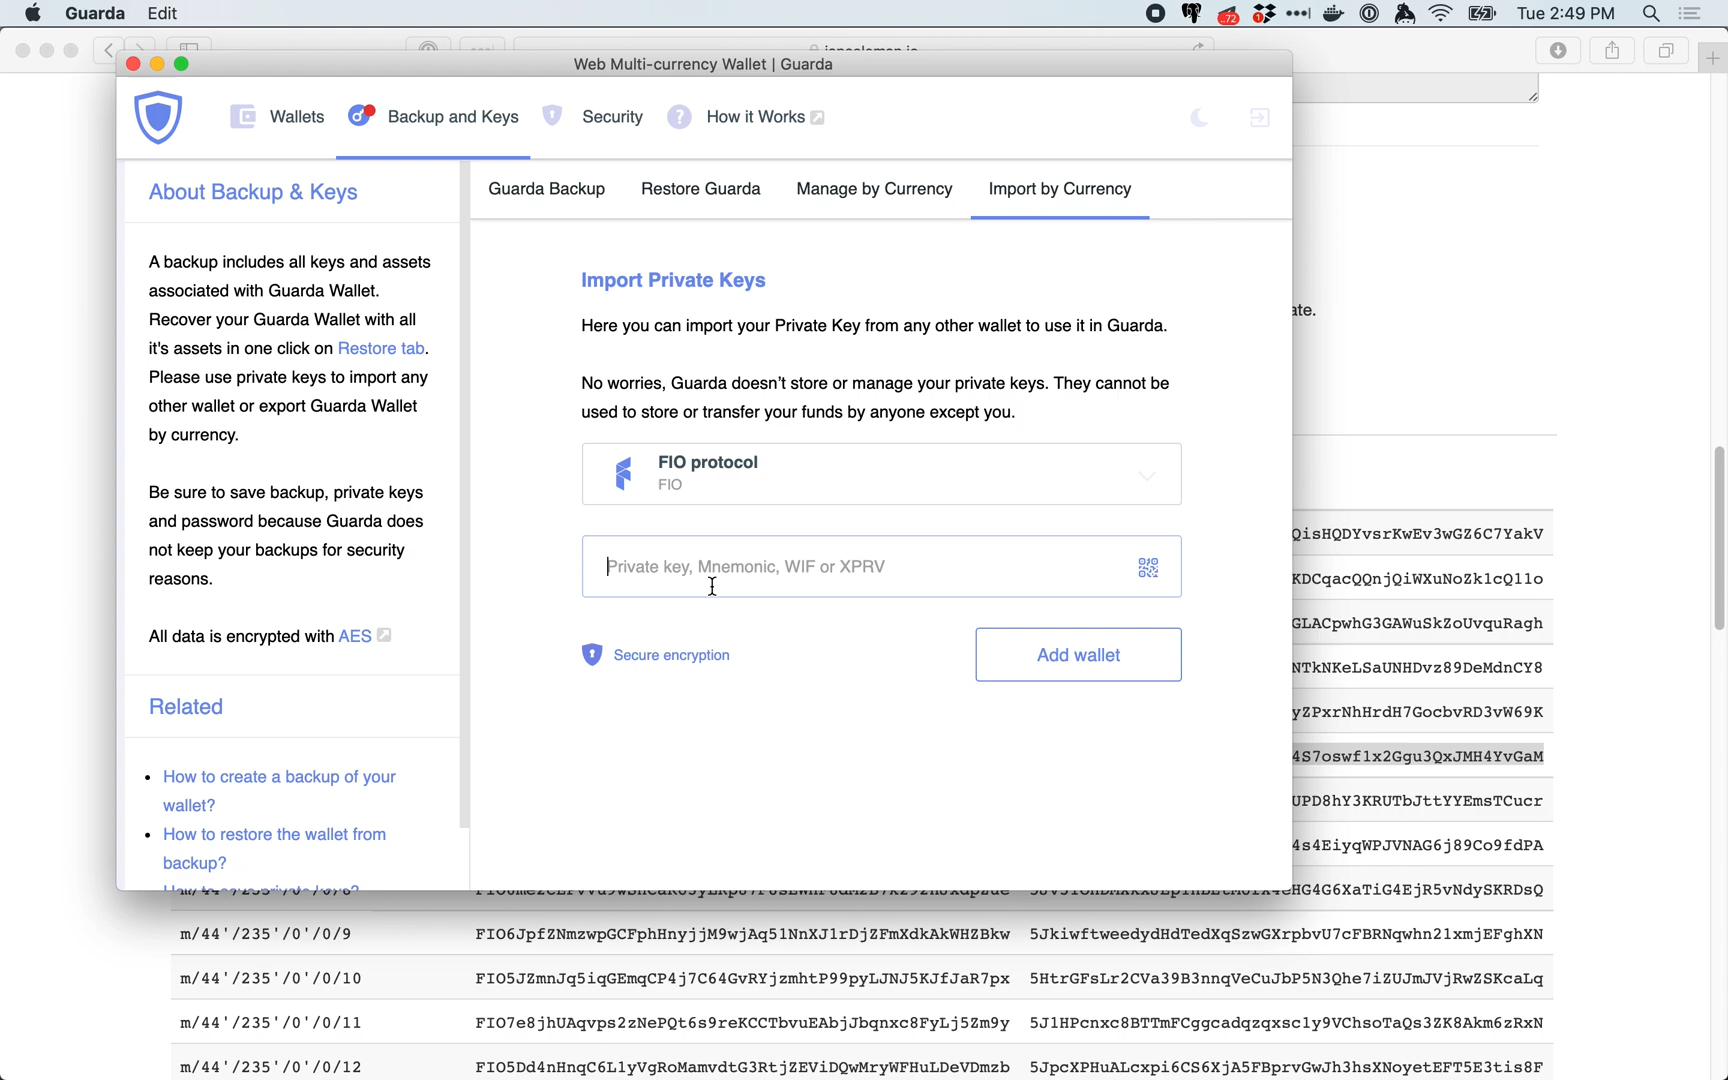 Guarda Edit
72 1 Tue 2:49 PM
Web Multi-currency Wallet | Guarda
Wallets Backup and Keys Security How it Works
About Backup & Keys
Guarda Backup Restore Guarda Manage by Currency Import by Currency
A backup includes all keys and assets
associated with Guarda Wallet.
Recover your Guarda Wallet with all
it's assets in one click on Restore tab.
Please use private keys to import any
other wallet or export Guarda Wallet
by currency.
Be sure to save backup, private keys
and password because Guarda does
not keep your backups for security
reasons.
All data is encrypted with AES
Related
How to create a backup of your
wallet?
How to restore the wallet from
backup?
Import Private Keys
Here you can import your Private Key from any other wallet to use it in Guarda.
No worries, Guarda doesn't store or manage your private keys. They cannot be
used to store or transfer your funds by anyone except you.
FIO protocol
FIO
Private key, Mnemonic, WIF or XPRV
Secure encryption Add wallet
ate.
QisHQDYvsrKwEv3wGZ6C7YakV
KDCqacQQnjQiWXuNoZk1cQ11o
GLACpwhG3GAWuSkZoUvquRagh
NTkNKeLSaUNHDvz89DeMdnCY8
yZPxrNhHrdH7GocbvRD3vW69K
4S7oswf1x2Ggu3QxJMH4YvGaM
UPD8hY3KRUTbJttYYEmsTCucr
4s4EiyqWPJVNAG6j89Co9fdPA
HG4G6XaTiG4EjR5vNdySKRDsQ
m/44'/235'/0'/0/9 FIO6JpfZNmzwpGCFphHnyjjM9wjAq51NnXJ1rDjZFmXdkAkWHZBkw 5JkiwftweedydHdTedXqSzwGXrpbvU7cFBRNqwhn21xmjEFghXN
m/44'/235'/0'/0/10 FIO5JZmnJq5iqGEmqCP4j7C64GvRYjzmhtP99pyLJNJ5KJfJaR7px 5HtrGFsLr2CVa39B3nnqVeCuJbP5N3Qhe7iZUJmJVjRwZSKcaLq
m/44'/235'/0'/0/11 FIO7e8jhUAqvps2zNePQt6s9reKCCTbvuEAbjJbqnxc8FyLj5Zm9y 5J1HPcnxc8BTTmFCggcadqzqxsc1y9VChsoTaQs3ZK8Akm6zRxN
m/44'/235'/0'/0/12 FIO5Dd4nHnqC6L1yVgRoMamvdtG3RtjZEViDQwMryWFHuLDeVDmzb 5JpcXPHuALcxpi6CS6XjA5FBprvGwJh3hsXNoyetEFT5E3tis8F